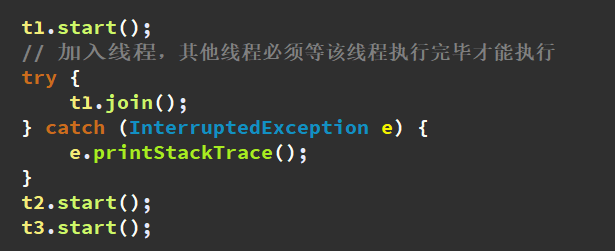 t1.start();
// 加入线程，其他线程必须等该线程执行完毕才能执行
try {
    t1.join();
} catch (InterruptedException e) {
    e.printStackTrace();
}
t2.start();
t3.start();